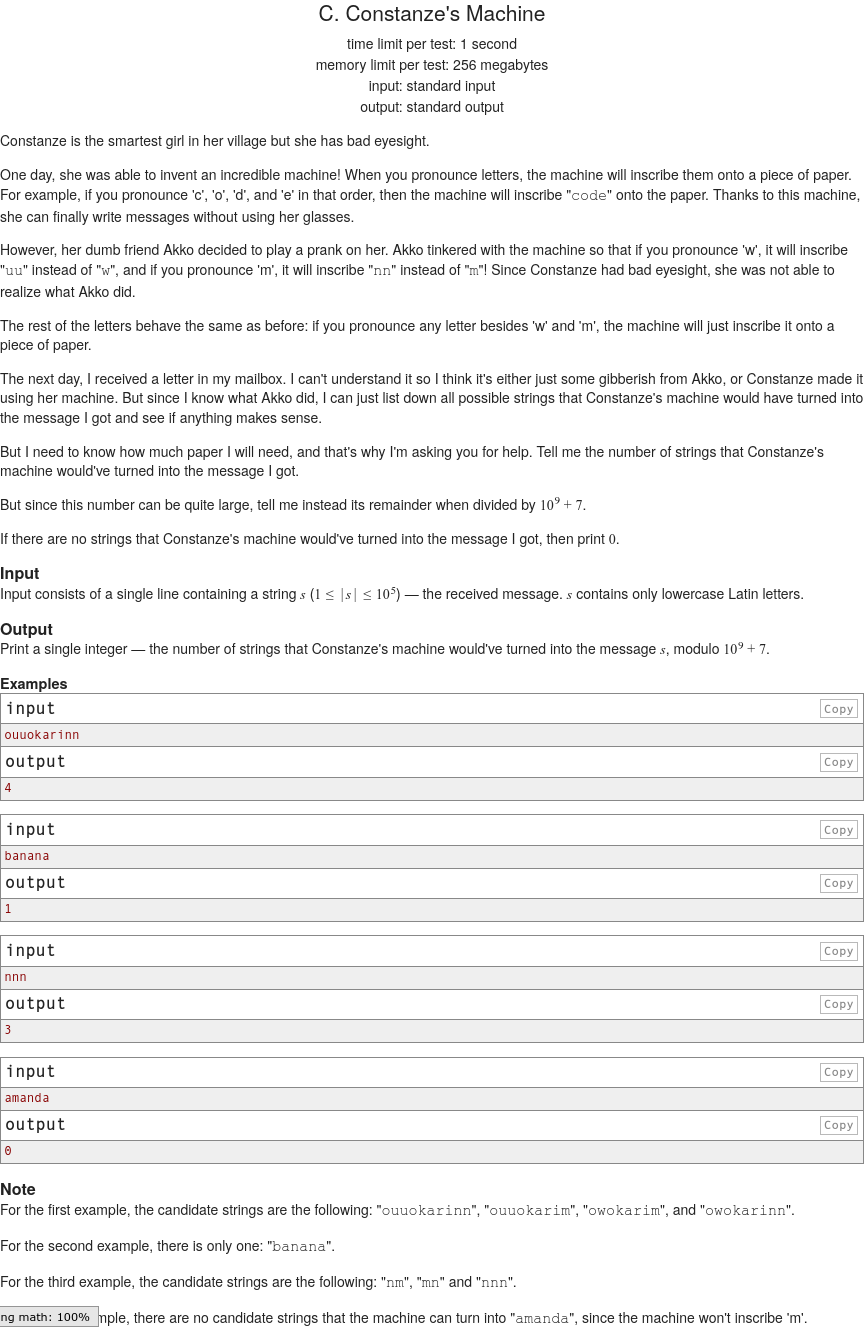 C. Constanze's Machine
time limit per test: 1 second
memory limit per test: 256 megabytes
input: standard input
output: standard output
Constanze is the smartest girl in her village but she has bad eyesight.
One day, she was able to invent an incredible machine! When you pronounce letters, the machine will inscribe them onto a piece of paper.
For example, if you pronounce 'c', 'o', 'd', and 'e' in that order, then the machine will inscribe "code" onto the paper. Thanks to this machine,
she can finally write messages without using her glasses.
However, her dumb friend Akko decided to play a prank on her. Akko tinkered with the machine so that if you pronounce 'w', it will inscribe
"uu" instead of "w", and if you pronounce 'm', it will inscribe "nn" instead of "m"! Since Constanze had bad eyesight, she was not able to
realize what Akko did.
The rest of the letters behave the same as before: if you pronounce any letter besides 'w' and 'm', the machine will just inscribe it onto a
piece of paper.
The next day, I received a letter in my mailbox. I can't understand it so I think it's either just some gibberish from Akko, or Constanze made it
using her machine. But since I know what Akko did, I can just list down all possible strings that Constanze's machine would have turned into
the message I got and see if anything makes sense.
But I need to know how much paper I will need, and that's why I'm asking you for help. Tell me the number of strings that Constanze's
machine would've turned into the message I got.
But since this number can be quite large, tell me instead its remainder when divided by 10⁹ + 7.
If there are no strings that Constanze's machine would've turned into the message I got, then print 0.
Input
Input consists of a single line containing a string s (1 ≤ |s| ≤ 10⁵) — the received message. s contains only lowercase Latin letters.
Output
Print a single integer — the number of strings that Constanze's machine would've turned into the message s, modulo 10⁹ + 7.
Examples
input Copy
ouuokarinn
output Copy
4
input Copy
banana
output Copy
1
input Copy
nnn
output Copy
3
input Copy
amanda
output Copy
0
Note
For the first example, the candidate strings are the following: "ouuokarinn", "ouuokarim", "owokarim", and "owokarinn".
For the second example, there is only one: "banana".
For the third example, the candidate strings are the following: "nm", "mn" and "nnn".
ng math: 100% mple, there are no candidate strings that the machine can turn into "amanda", since the machine won't inscribe 'm'.